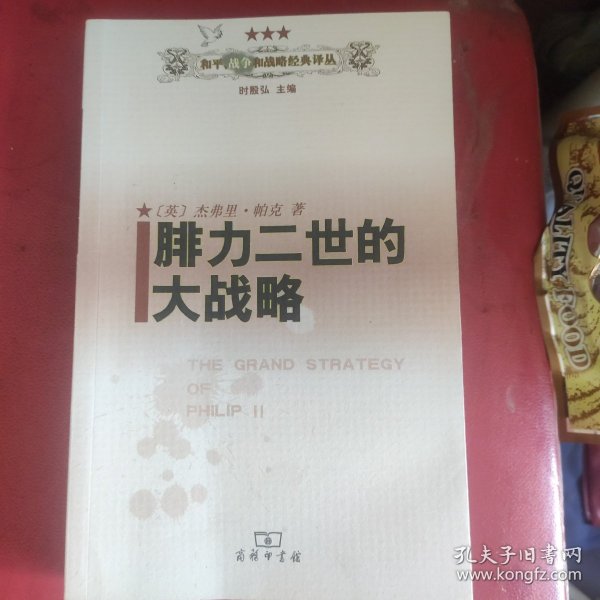 和平、战争和战略经典译丛
时殷弘 主编
★〔英〕杰弗里·帕克 著
腓力二世的
大战略
THE GRAND STRATEGY
OF
PHILIP II
商务印书馆
QUALITY FOOD
孔夫子旧书网
www.kongfz.com